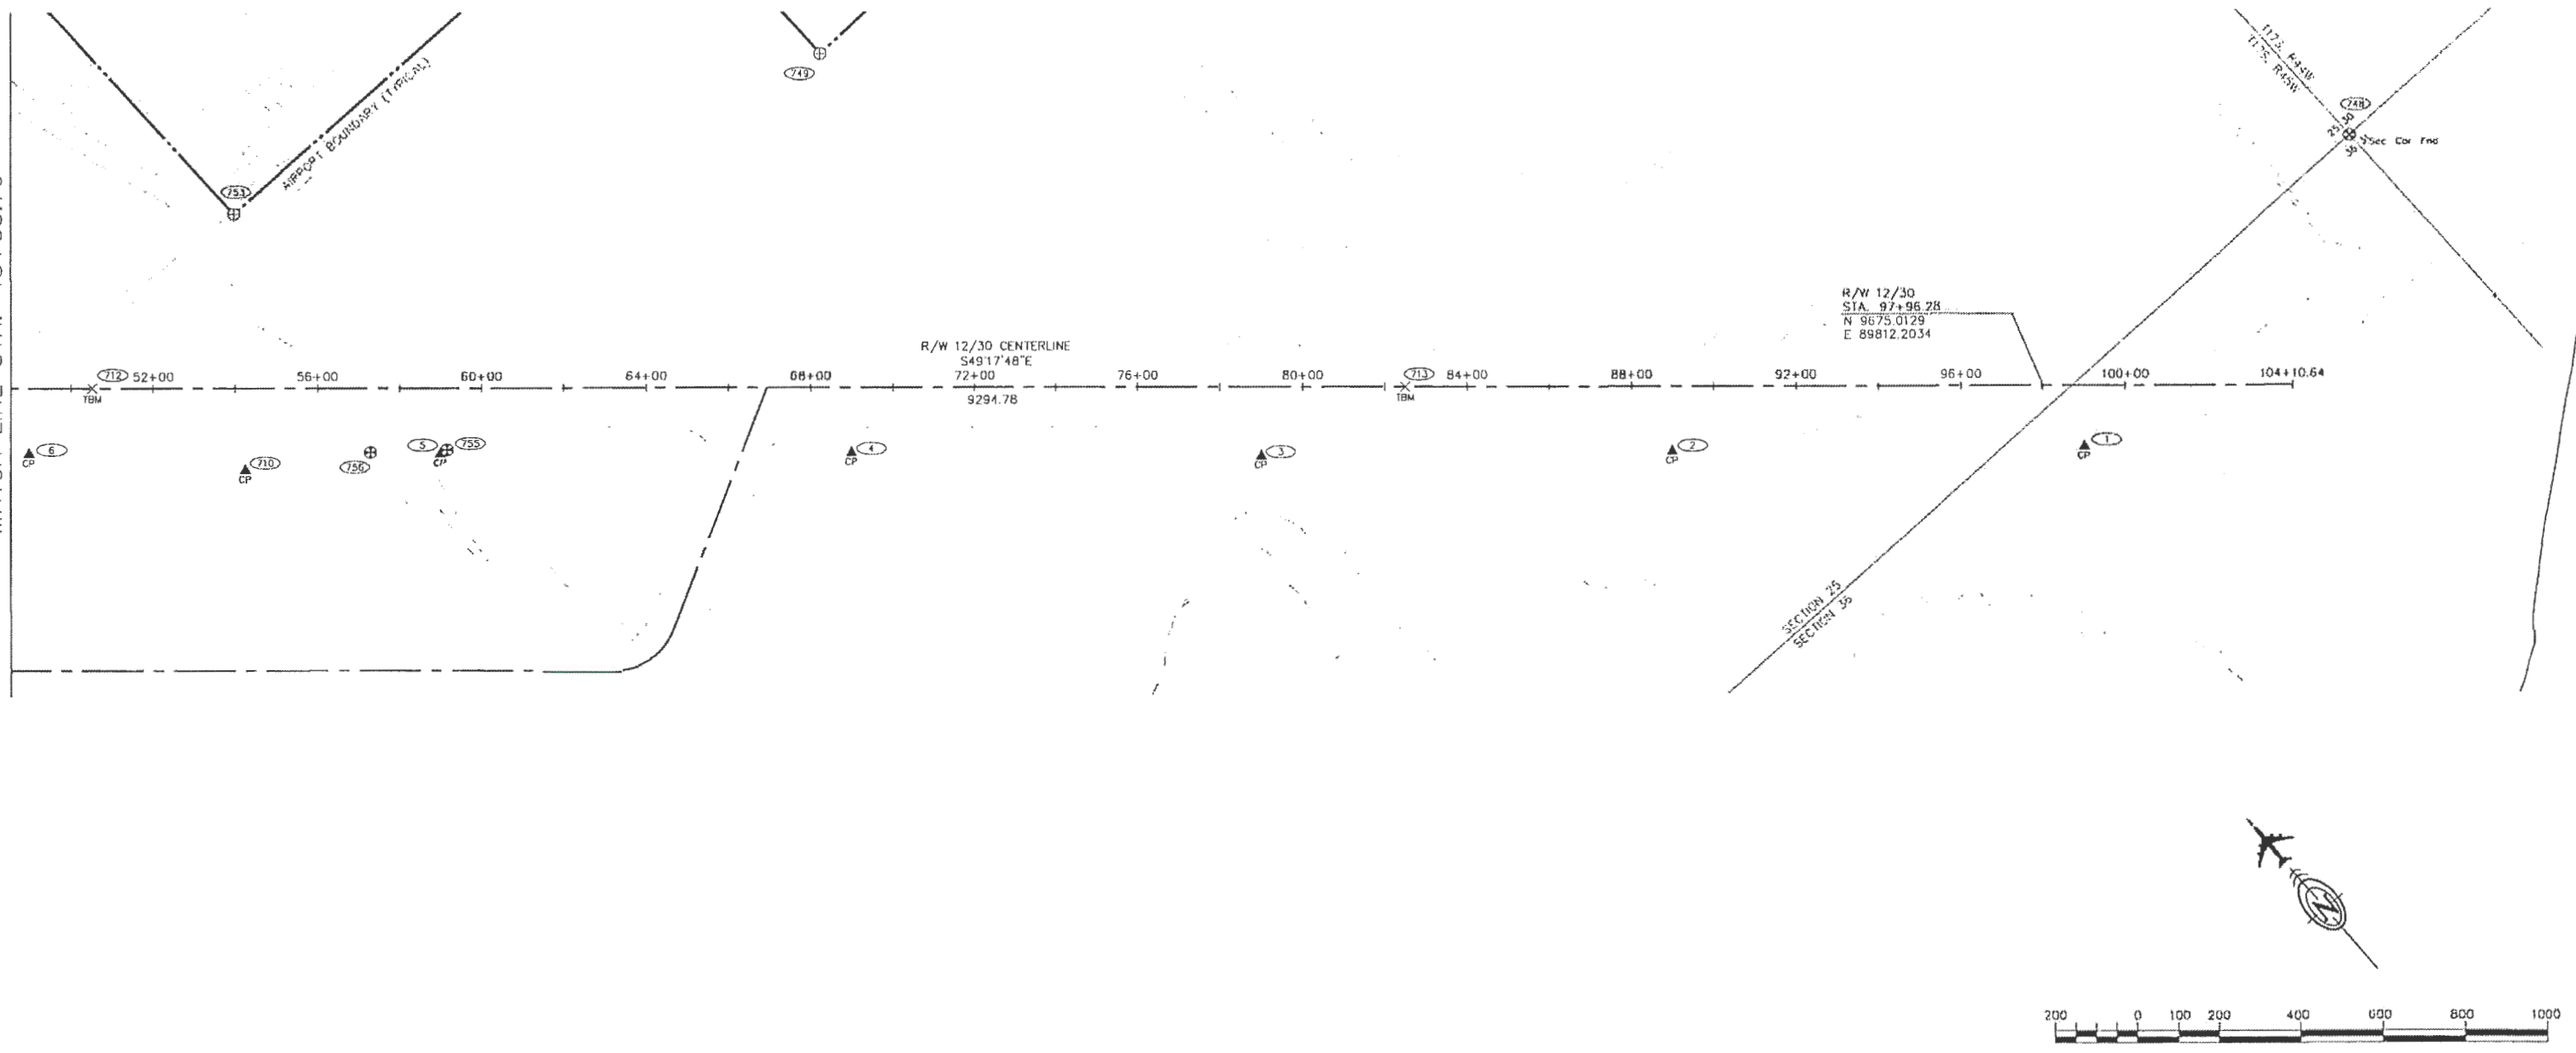 749
753
AIRPORT BOUNDARY (TYPICAL)
T17S, R44W
T17S, R45W
748
25 30
36
Sec Cor Fnd
R/W 12/30
STA. 97+96.28
N 9675.0129
E 89812.2034
R/W 12/30 CENTERLINE
S49°17'48"E
712 52+00 56+00 60+00 64+00 68+00 72+00 76+00 80+00 713 84+00 88+00 92+00 96+00 100+00 104+10.64
TBM 9294.78 TBM
6 710 756 5 755 4 3 2 1
CP CP CP CP CP CP CP
SECTION 25
SECTION 36
N
200 0 100 200 400 600 800 1000